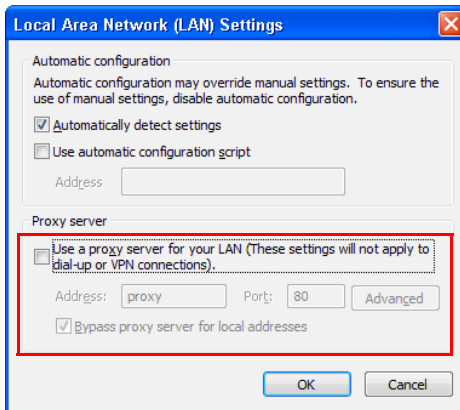 Local Area Network (LAN) Settings
Automatic configuration
Automatic configuration may override manual settings. To ensure the
use of manual settings, disable automatic configuration.
Automatically detect settings
Use automatic configuration script
Address
Proxy server
Use a proxy server for your LAN (These settings will not apply to
dial-up or VPN connections).
Address: proxy Port: 80 Advanced
Bypass proxy server for local addresses
OK Cancel